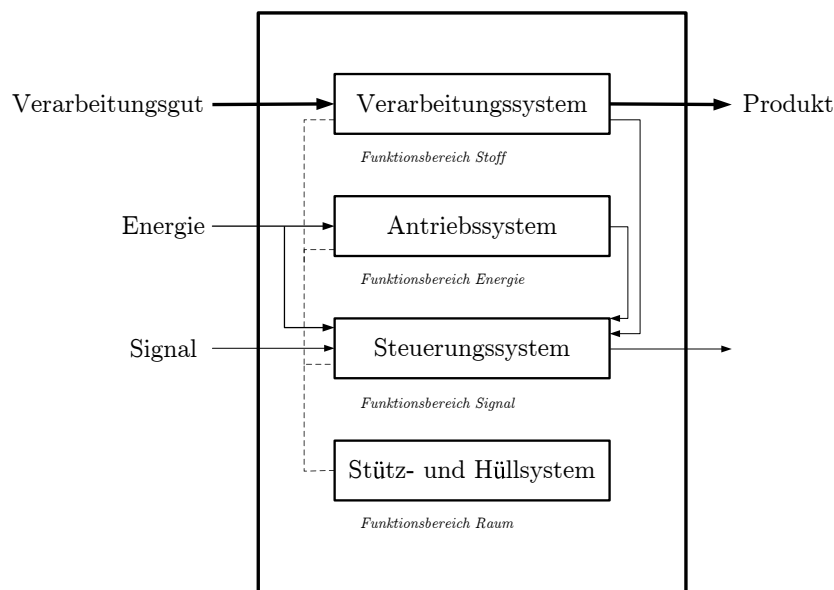 Verarbeitungsgut
Verarbeitungssystem
Produkt
Funktionsbereich Stoff
Energie
Antriebssystem
Funktionsbereich Energie
Signal
Steuerungssystem
Funktionsbereich Signal
Stütz- und Hüllsystem
Funktionsbereich Raum